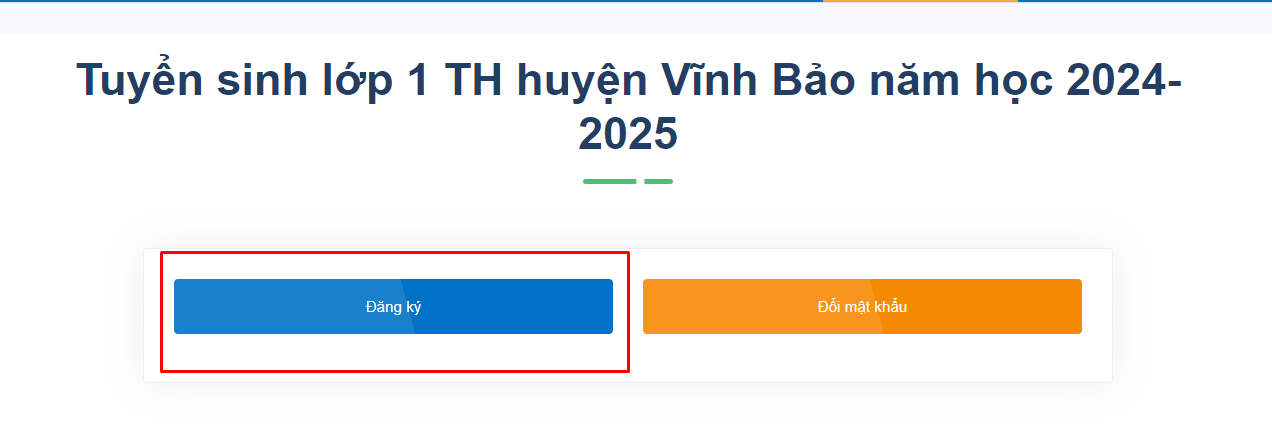 Tuyển sinh lớp 1 TH huyện Vĩnh Bảo năm học 2024-
2025
Đăng ký
Đổi mật khẩu